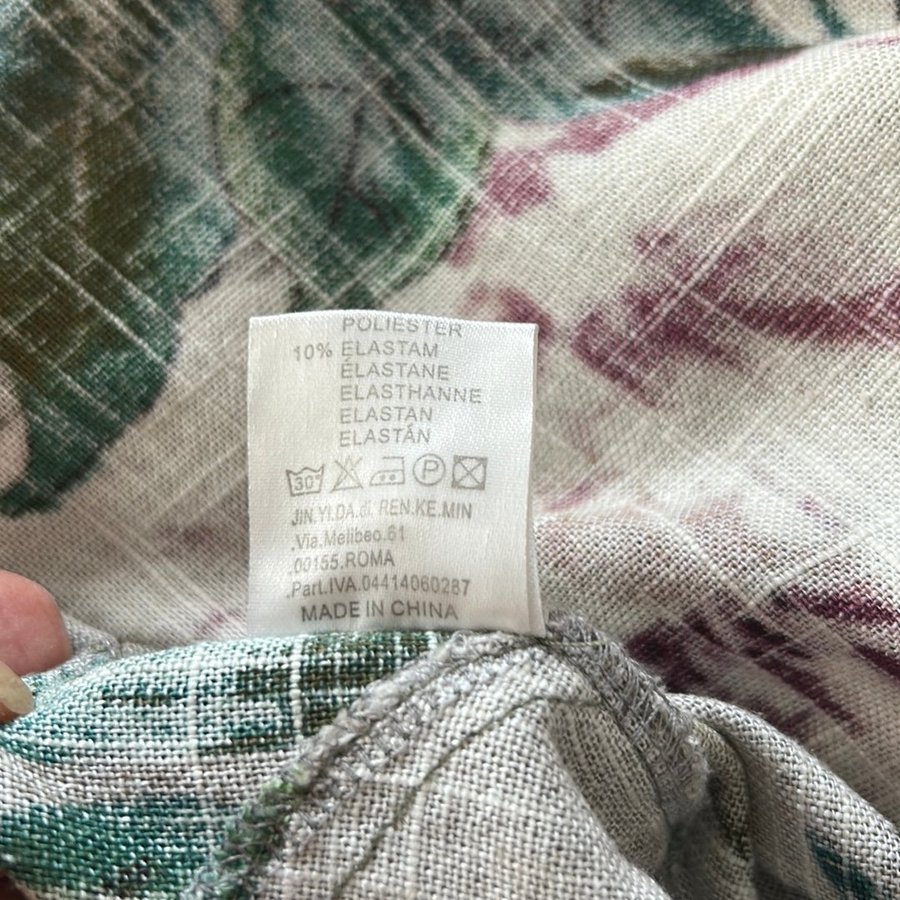 POLIESTER
10% ELASTAM
ÉLASTANE
ELASTHANNE
ELASTAN
ELASTÁN
30° P
JIN.YI.DA.di. REN.KE.MIN
.Via.Melibeo.61
.00155.ROMA
.Part.IVA.04414060287
MADE IN CHINA